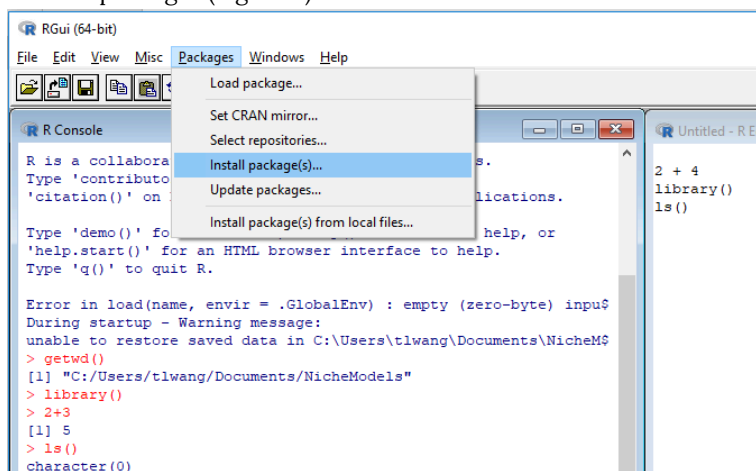 RGui (64-bit)
File Edit View Misc Packages Windows Help
Load package...
Set CRAN mirror...
Select repositories...
Install package(s)...
Update packages...
Install package(s) from local files...
R Console
R is a collabora s.
Type 'contributo
'citation()' on lications.
Type 'demo()' fo help, or
'help.start()' for an HTML browser interface to help.
Type 'q()' to quit R.
Error in load(name, envir = .GlobalEnv) : empty (zero-byte) inpu$
During startup - Warning message:
unable to restore saved data in C:\Users\tlwang\Documents\NicheM$
> getwd()
[1] "C:/Users/tlwang/Documents/NicheModels"
> library()
> 2+3
[1] 5
> ls()
character(0)
Untitled - R E
2 + 4
library()
ls()